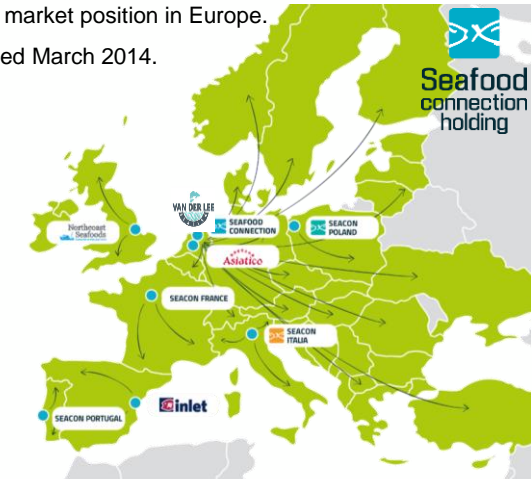 market position in Europe.
ed March 2014.
Seafood
connection
holding
VAN DER LEE
Northcoast
Seafoods
SEAFOOD
CONNECTION
SEACON
POLAND
Asiatico
SEACON FRANCE
SEACON
ITALIA
inlet
SEACON PORTUGAL